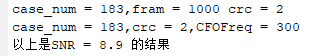 case_num = 183,fram = 1000 crc = 2
case_num = 183,crc = 2,CFOFreq = 300
以上是SNR = 8.9 的结果